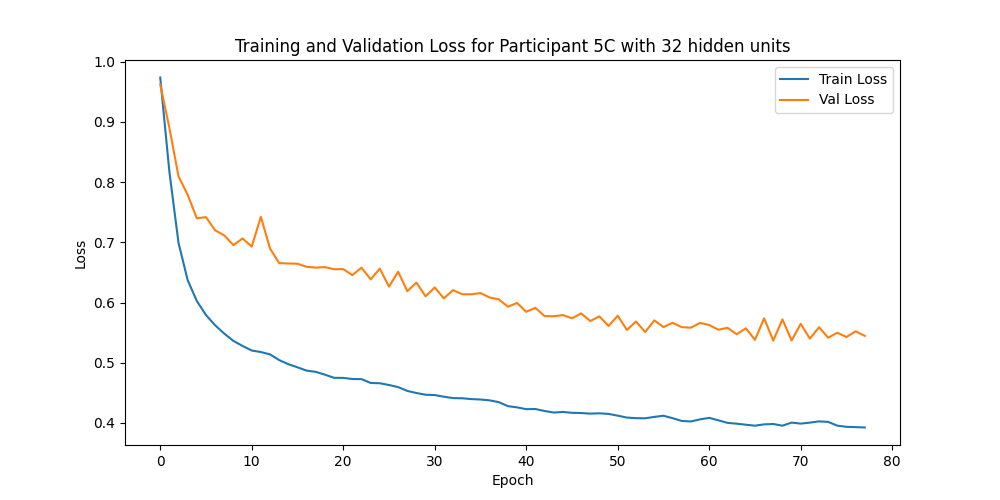 Training and Validation Loss for Participant 5C with 32 hidden units
Train Loss
Val Loss
Loss
1.0
0.9
0.8
0.7
0.6
0.5
0.4
0 10 20 30 40 50 60 70 80
Epoch